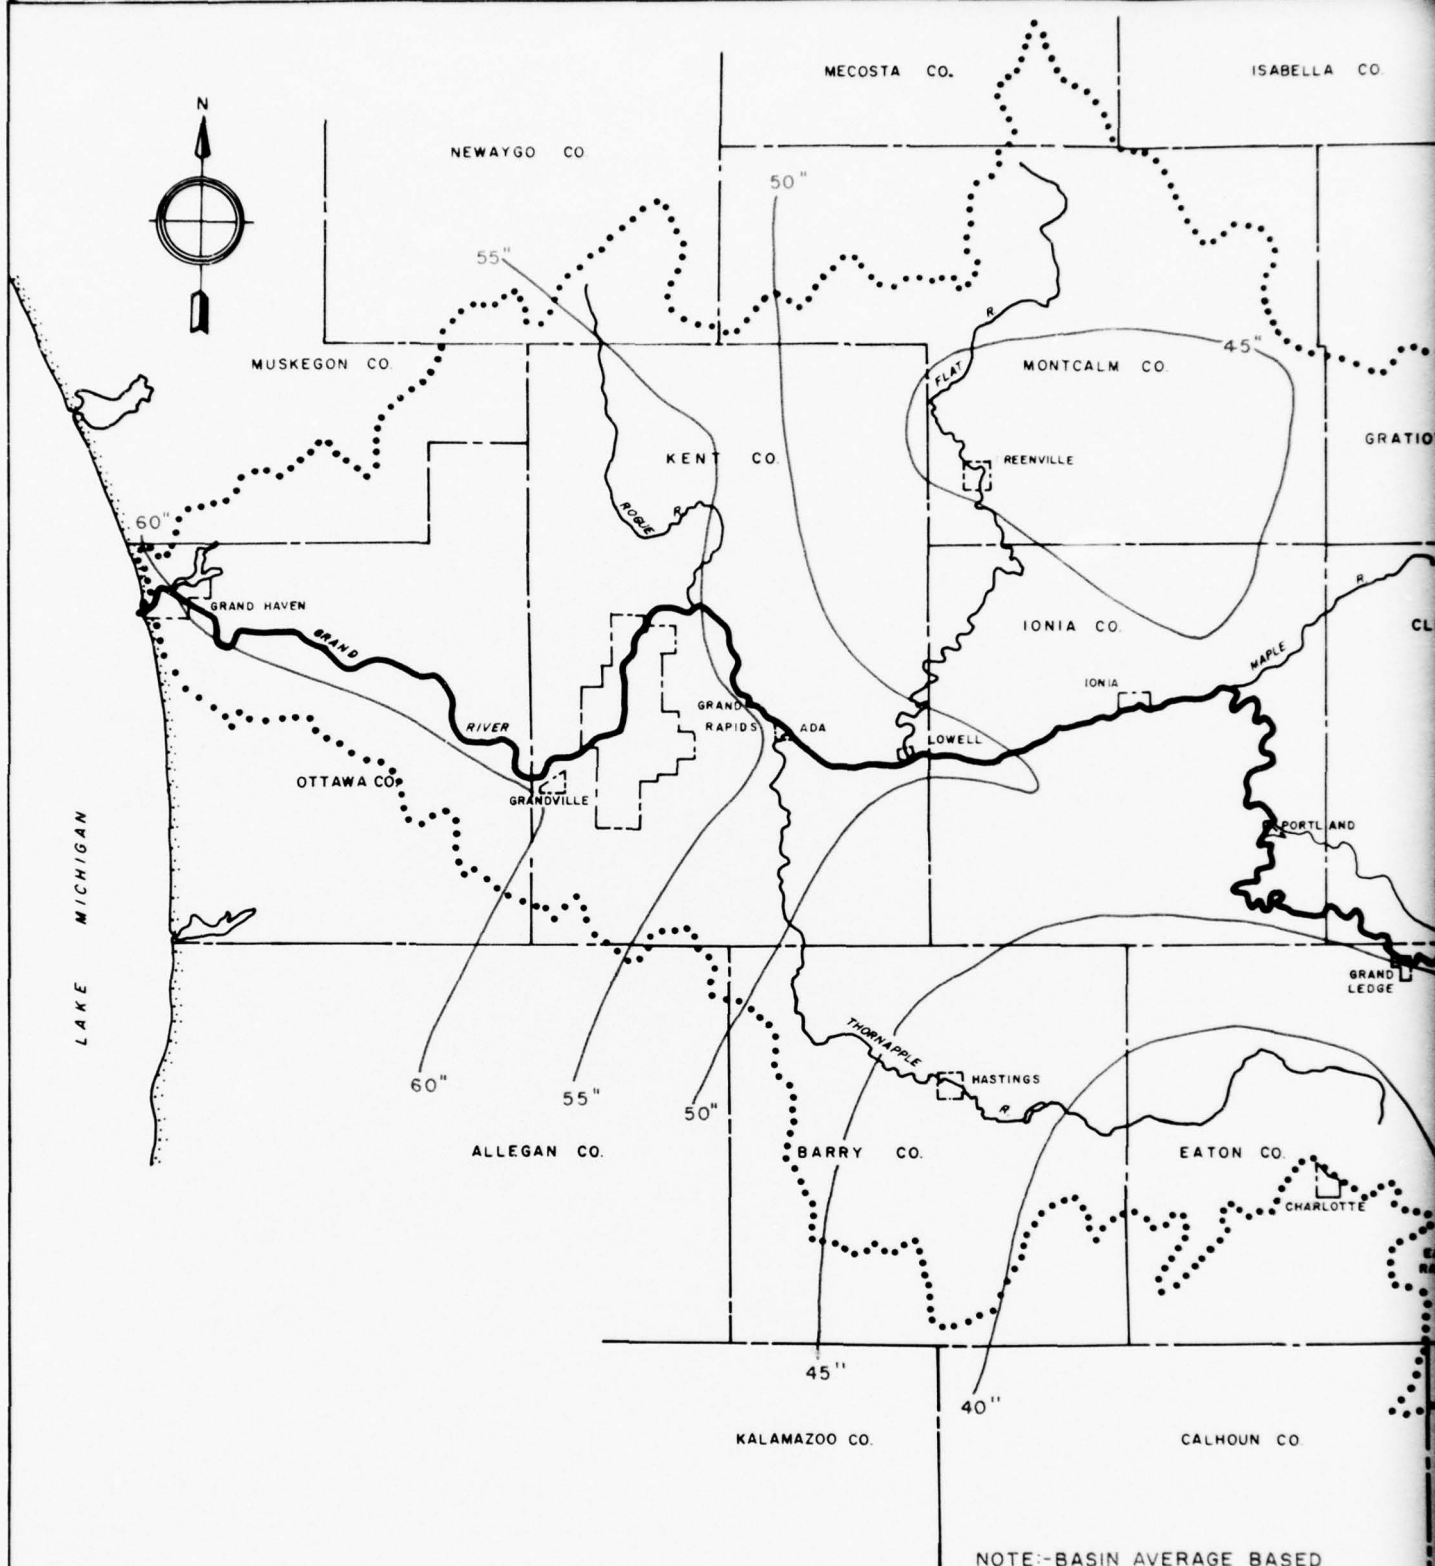 MECOSTA CO.
ISABELLA CO.
N
NEWAYGO CO
50"
55"
R.
45"
MUSKEGON CO.
FLAT
MONTCALM CO.
GRATIO
KENT CO.
REENVILLE
ROGUE R.
60"
R.
GRAND HAVEN
GRAND
IONIA CO.
CL
MAPLE
IONIA
GRAND
RAPIDS
ADA
RIVER
LOWELL
OTTAWA CO.
GRANDVILLE
PORTLAND
LAKE MICHIGAN
GRAND
LEDGE
THORNAPPLE
HASTINGS
R.
60"
55"
50"
ALLEGAN CO.
BARRY CO.
EATON CO.
CHARLOTTE
45"
40"
KALAMAZOO CO.
CALHOUN CO.
NOTE:-BASIN AVERAGE BASED